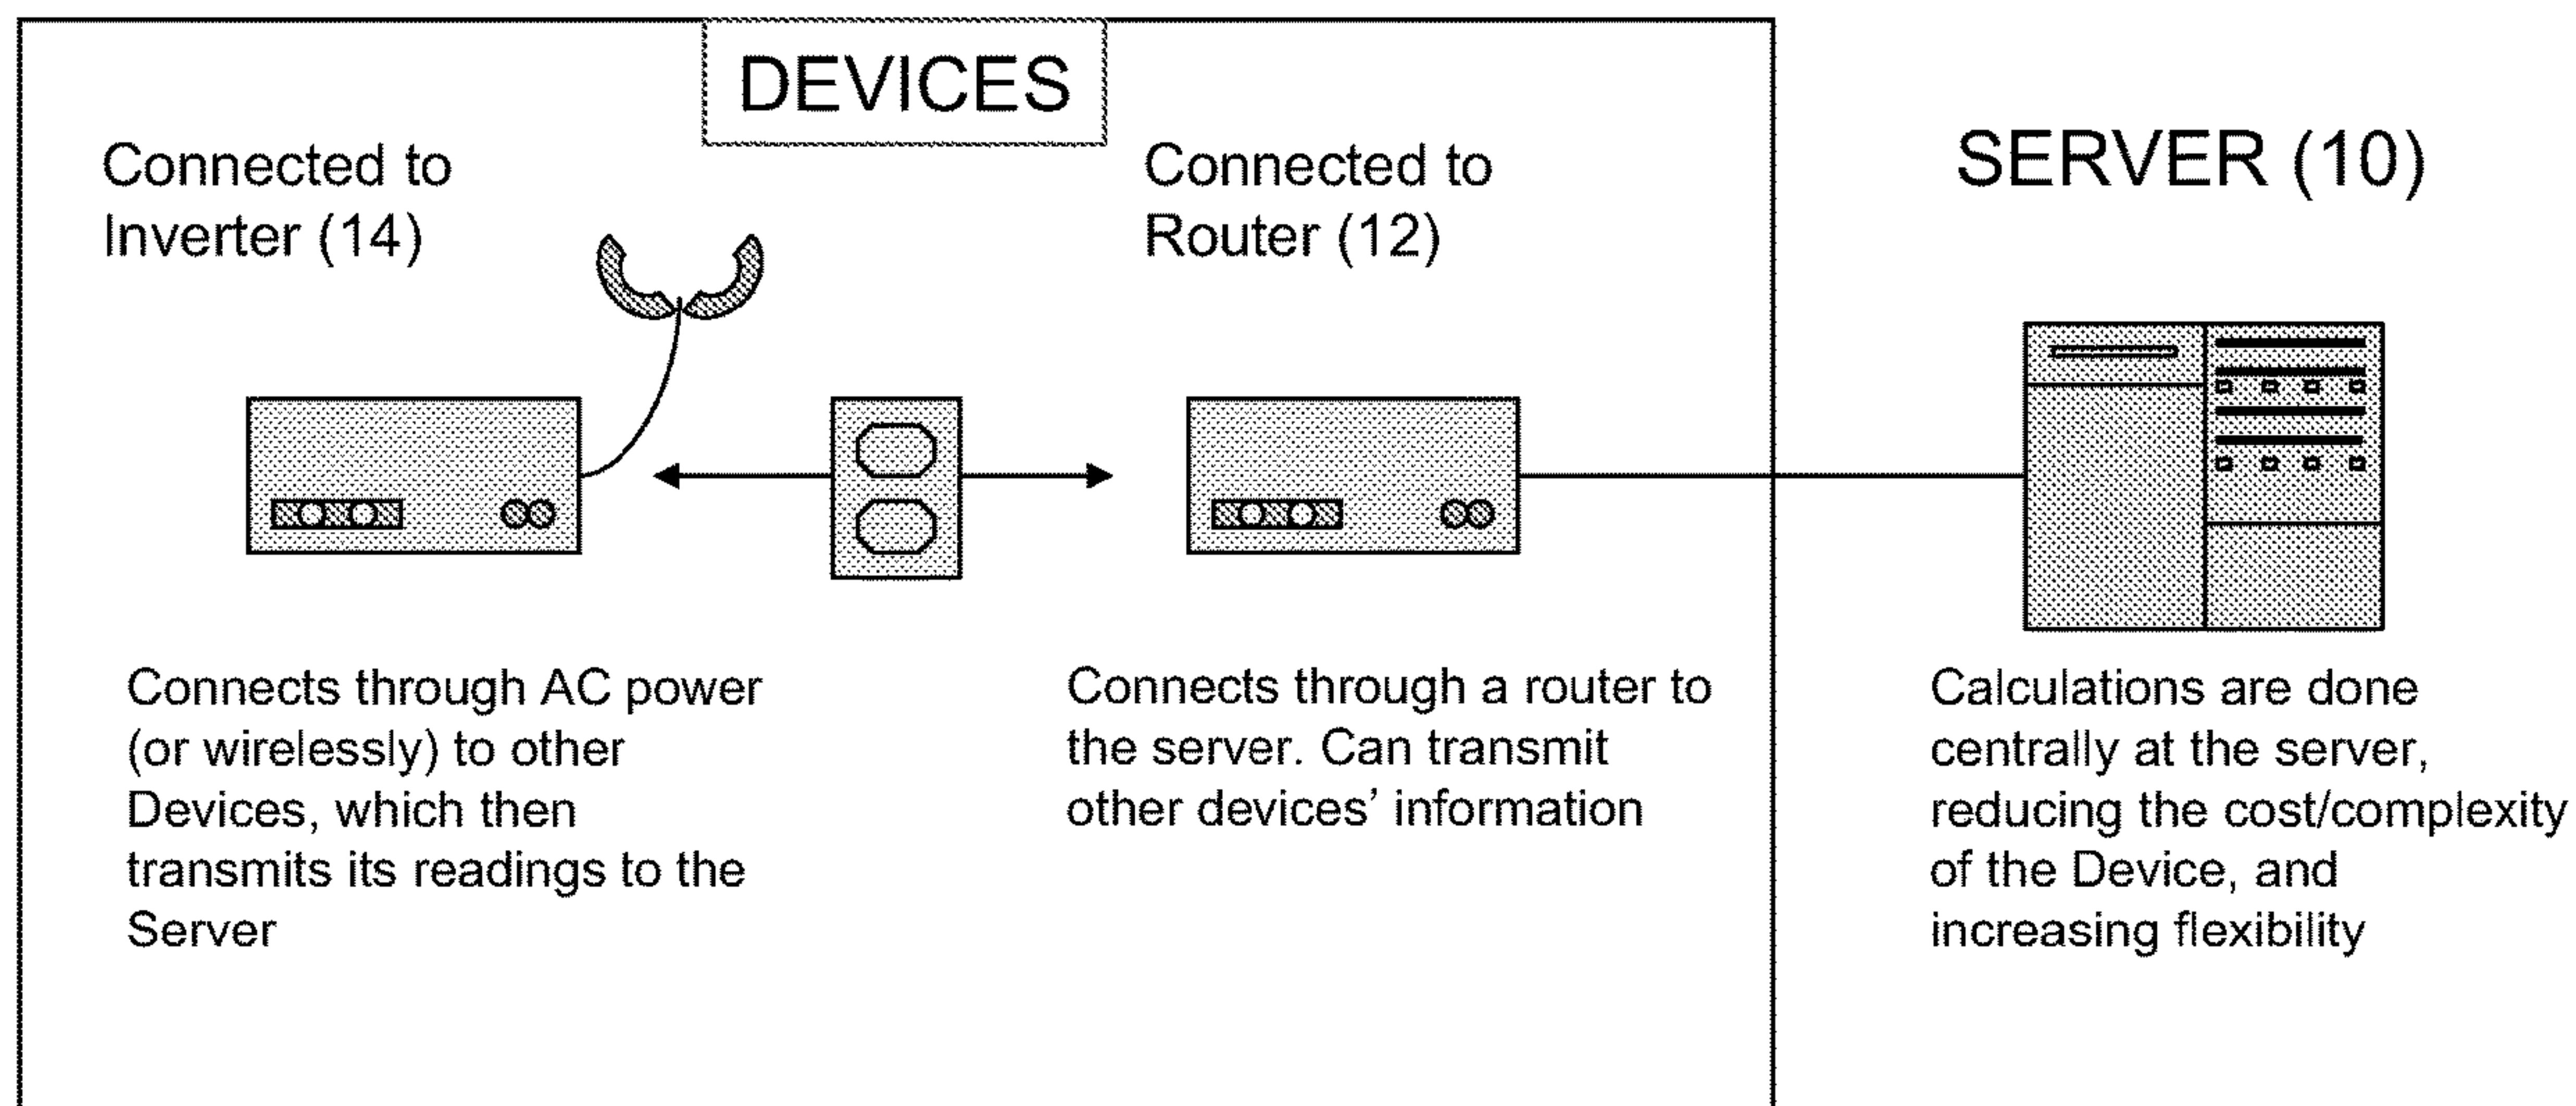 DEVICES
Connected to
Inverter (14)
Connected to
Router (12)
SERVER (10)
Connects through AC power
(or wirelessly) to other
Devices, which then
transmits its readings to the
Server
Connects through a router to
the server. Can transmit
other devices’ information
Calculations are done
centrally at the server,
reducing the cost/complexity
of the Device, and
increasing flexibility